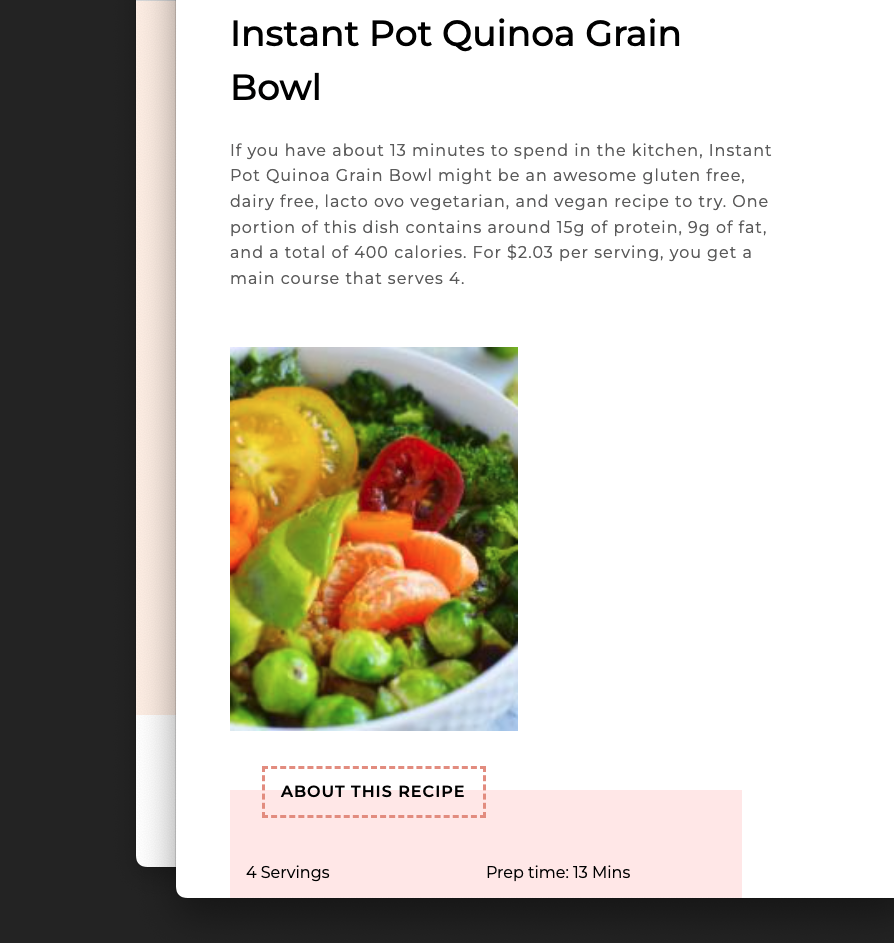 Instant Pot Quinoa Grain
Bowl
If you have about 13 minutes to spend in the kitchen, Instant
Pot Quinoa Grain Bowl might be an awesome gluten free,
dairy free, lacto ovo vegetarian, and vegan recipe to try. One
portion of this dish contains around 15g of protein, 9g of fat,
and a total of 400 calories. For $2.03 per serving, you get a
main course that serves 4.
ABOUT THIS RECIPE
4 Servings
Prep time: 13 Mins